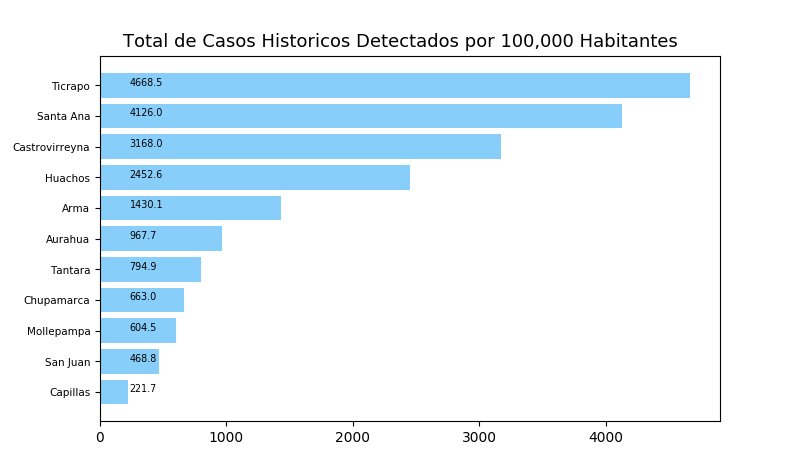 Total de Casos Historicos Detectados por 100,000 Habitantes
Ticrapo 4668.5
Santa Ana 4126.0
Castrovirreyna 3168.0
Huachos 2452.6
Arma 1430.1
Aurahua 967.7
Tantara 794.9
Chupamarca 663.0
Mollepampa 604.5
San Juan 468.8
Capillas 221.7
0 1000 2000 3000 4000